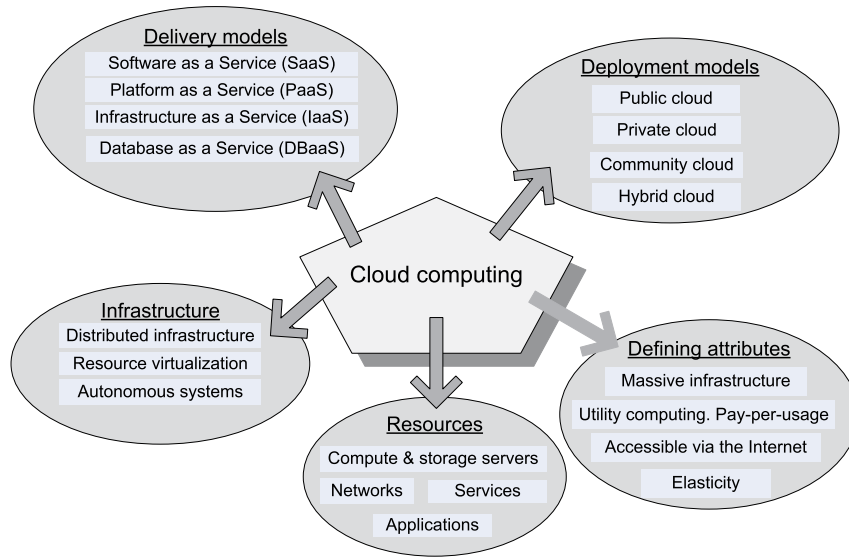 Delivery models
Software as a Service (SaaS)
Platform as a Service (PaaS)
Infrastructure as a Service (IaaS)
Database as a Service (DBaaS)
Deployment models
Public cloud
Private cloud
Community cloud
Hybrid cloud
Cloud computing
Infrastructure
Distributed infrastructure
Resource virtualization
Autonomous systems
Defining attributes
Massive infrastructure
Utility computing. Pay-per-usage
Accessible via the Internet
Elasticity
Resources
Compute & storage servers
Networks
Services
Applications